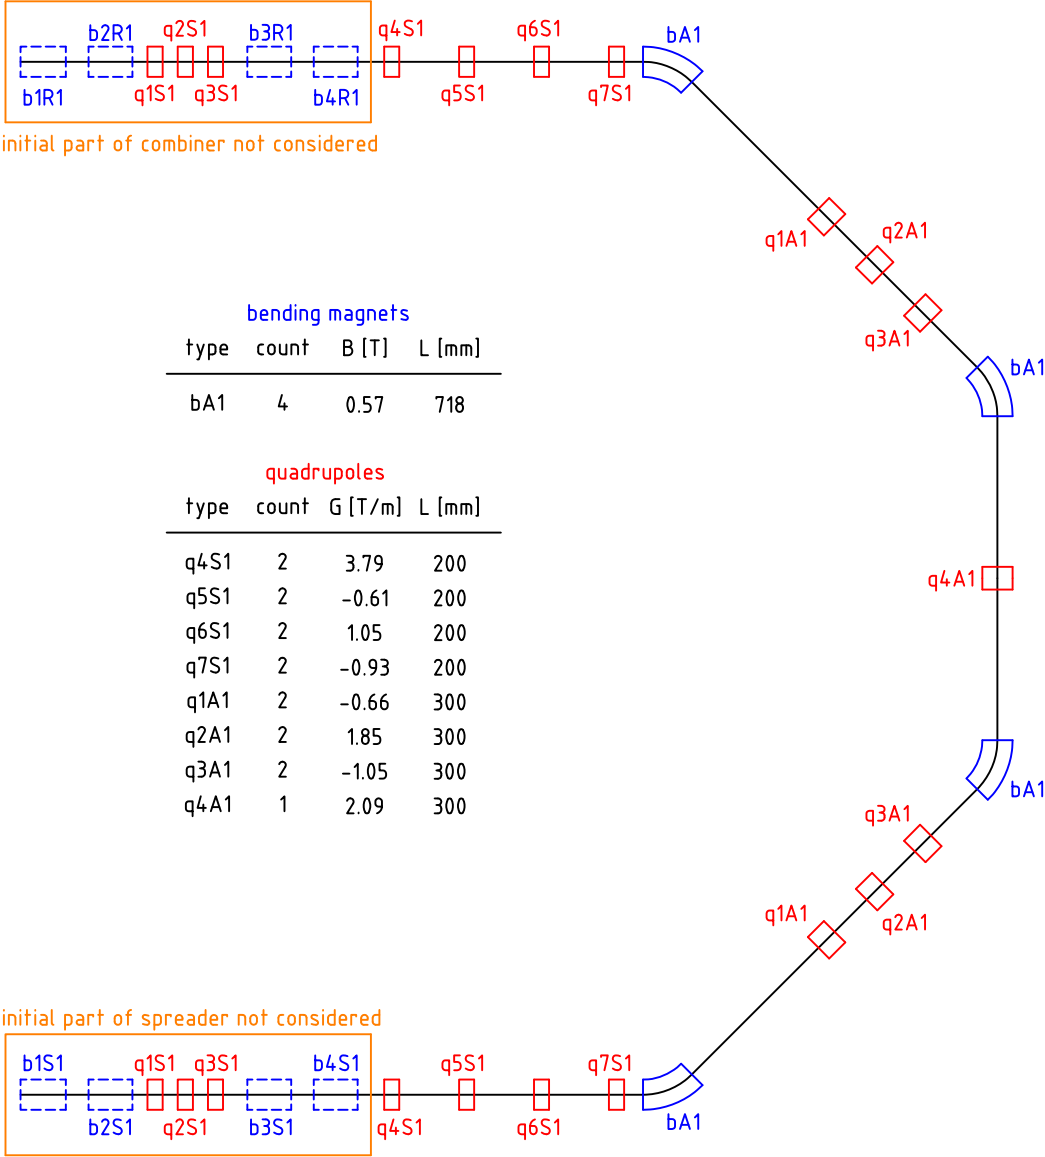 b2R1 q2S1 b3R1 q4S1 q6S1 bA1
b1R1 q1S1 q3S1 b4R1 q5S1 q7S1
initial part of combiner not considered
q1A1 q2A1
q3A1
bA1
bending magnets
type count B [T] L [mm]
bA1 4 0.57 718
quadrupoles
type count G [T/m] L [mm]
q4S1 2 3.79 200
q5S1 2 -0.61 200
q6S1 2 1.05 200
q7S1 2 -0.93 200
q1A1 2 -0.66 300
q2A1 2 1.85 300
q3A1 2 -1.05 300
q4A1 1 2.09 300
q4A1
bA1
q3A1
q1A1 q2A1
initial part of spreader not considered
b1S1 q1S1 q3S1 b4S1 q5S1 q7S1
b2S1 q2S1 b3S1 q4S1 q6S1 bA1